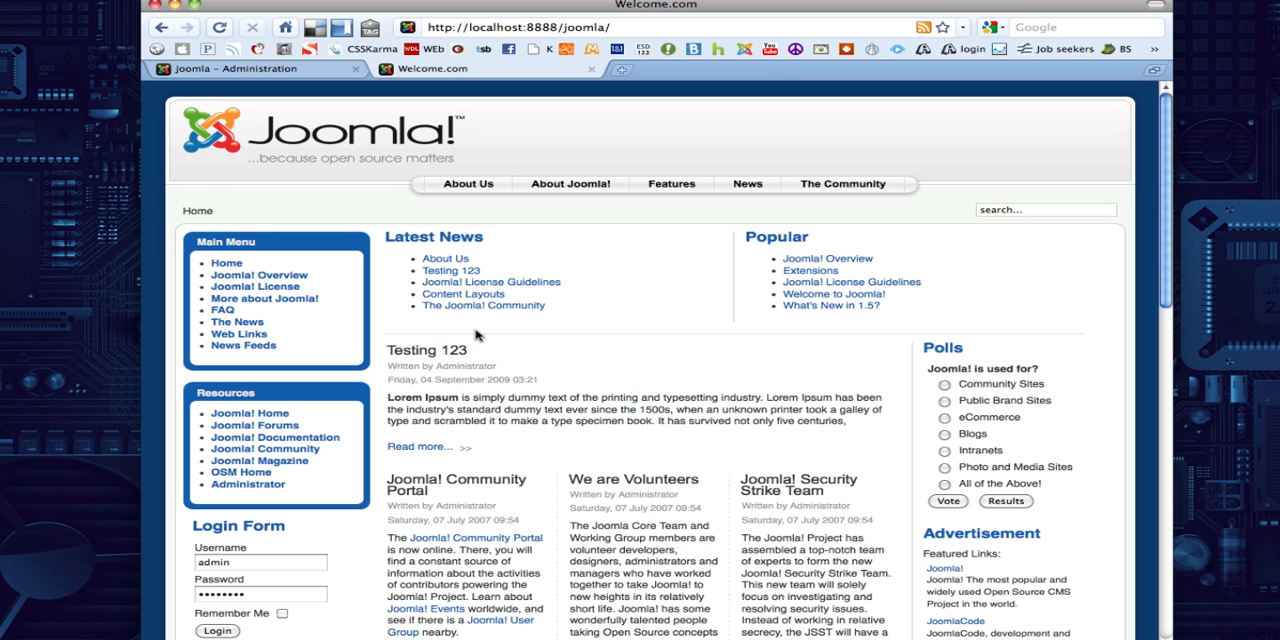 Welcome.com
http://localhost:8888/joomla/
Google
CSSKarma
WEb
tsb
K
ESD
123
login
Job seekers
BS
Joomla - Administration
Welcome.com
Joomla!™
...because open source matters
About Us
About Joomla!
Features
News
The Community
Home
search...
Main Menu
Home
Joomla! Overview
Joomla! License
More about Joomla!
FAQ
The News
Web Links
News Feeds
Resources
Joomla! Home
Joomla! Forums
Joomla! Documentation
Joomla! Community
Joomla! Magazine
OSM Home
Administrator
Login Form
Username
admin
Password
Remember Me
Login
Latest News
About Us
Testing 123
Joomla! License Guidelines
Content Layouts
The Joomla! Community
Popular
Joomla! Overview
Extensions
Joomla! License Guidelines
Welcome to Joomla!
What's New in 1.5?
Testing 123
Written by Administrator
Friday, 04 September 2009 03:21
Lorem Ipsum is simply dummy text of the printing and typesetting industry. Lorem Ipsum has been
the industry's standard dummy text ever since the 1500s, when an unknown printer took a galley of
type and scrambled it to make a type specimen book. It has survived not only five centuries,
Read more... >>
Joomla! Community
Portal
Written by Administrator
Saturday, 07 July 2007 09:54
The Joomla! Community Portal
is now online. There, you will
find a constant source of
information about the activities
of contributors powering the
Joomla! Project. Learn about
Joomla! Events worldwide, and
see if there is a Joomla! User
Group nearby.
We are Volunteers
Written by Administrator
Saturday, 07 July 2007 09:54
The Joomla Core Team and
Working Group members are
volunteer developers,
designers, administrators and
managers who have worked
together to take Joomla! to
new heights in its relatively
short life. Joomla! has some
wonderfully talented people
taking Open Source concepts
Joomla! Security
Strike Team
Written by Administrator
Saturday, 07 July 2007 09:54
The Joomla! Project has
assembled a top-notch team
of experts to form the new
Joomla! Security Strike Team.
This new team will solely
focus on investigating and
resolving security issues.
Instead of working in relative
secrecy, the JSST will have a
Polls
Joomla! is used for?
Community Sites
Public Brand Sites
eCommerce
Blogs
Intranets
Photo and Media Sites
All of the Above!
Vote
Results
Advertisement
Featured Links:
Joomla!
Joomla! The most popular and
widely used Open Source CMS
Project in the world.
JoomlaCode
JoomlaCode, development and